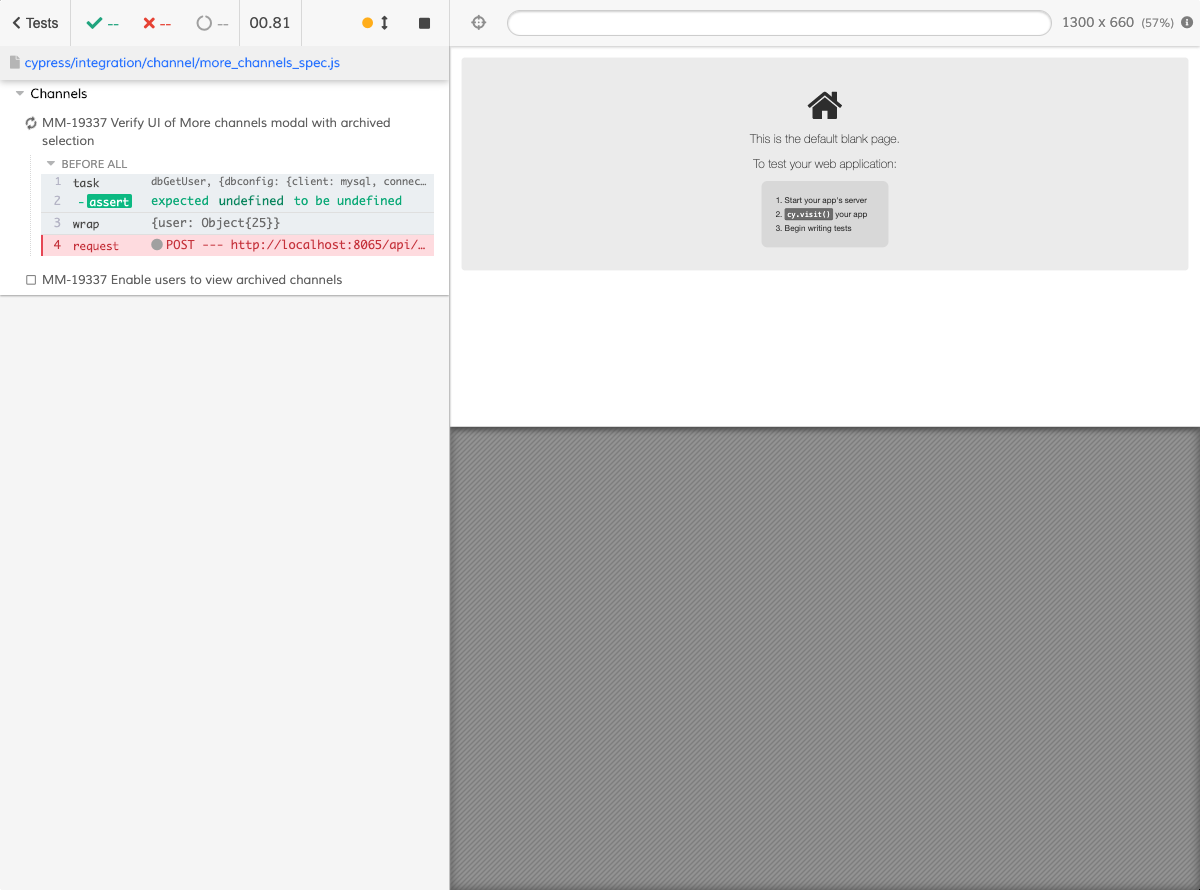 Tests -- -- -- 00.81
cypress/integration/channel/more_channels_spec.js
Channels
MM-19337 Verify UI of More channels modal with archived
selection
BEFORE ALL
1 task dbGetUser, {dbconfig: {client: mysql, connec…
2 -assert expected undefined to be undefined
3 wrap {user: Object{25}}
4 request POST --- http://localhost:8065/api/…
MM-19337 Enable users to view archived channels
1300 x 660 (57%)
This is the default blank page.
To test your web application:
1. Start your app's server
2. cy.visit() your app
3. Begin writing tests